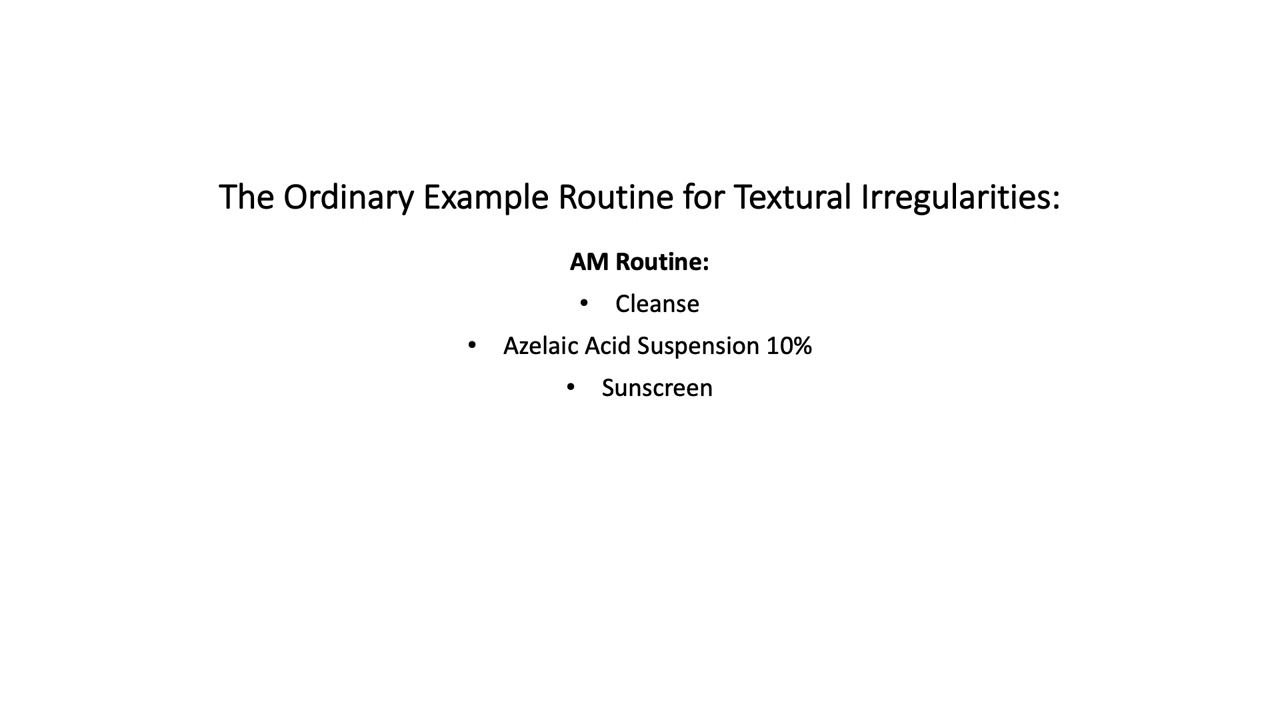 The Ordinary Example Routine for Textural Irregularities:
AM Routine:
• Cleanse
• Azelaic Acid Suspension 10%
• Sunscreen